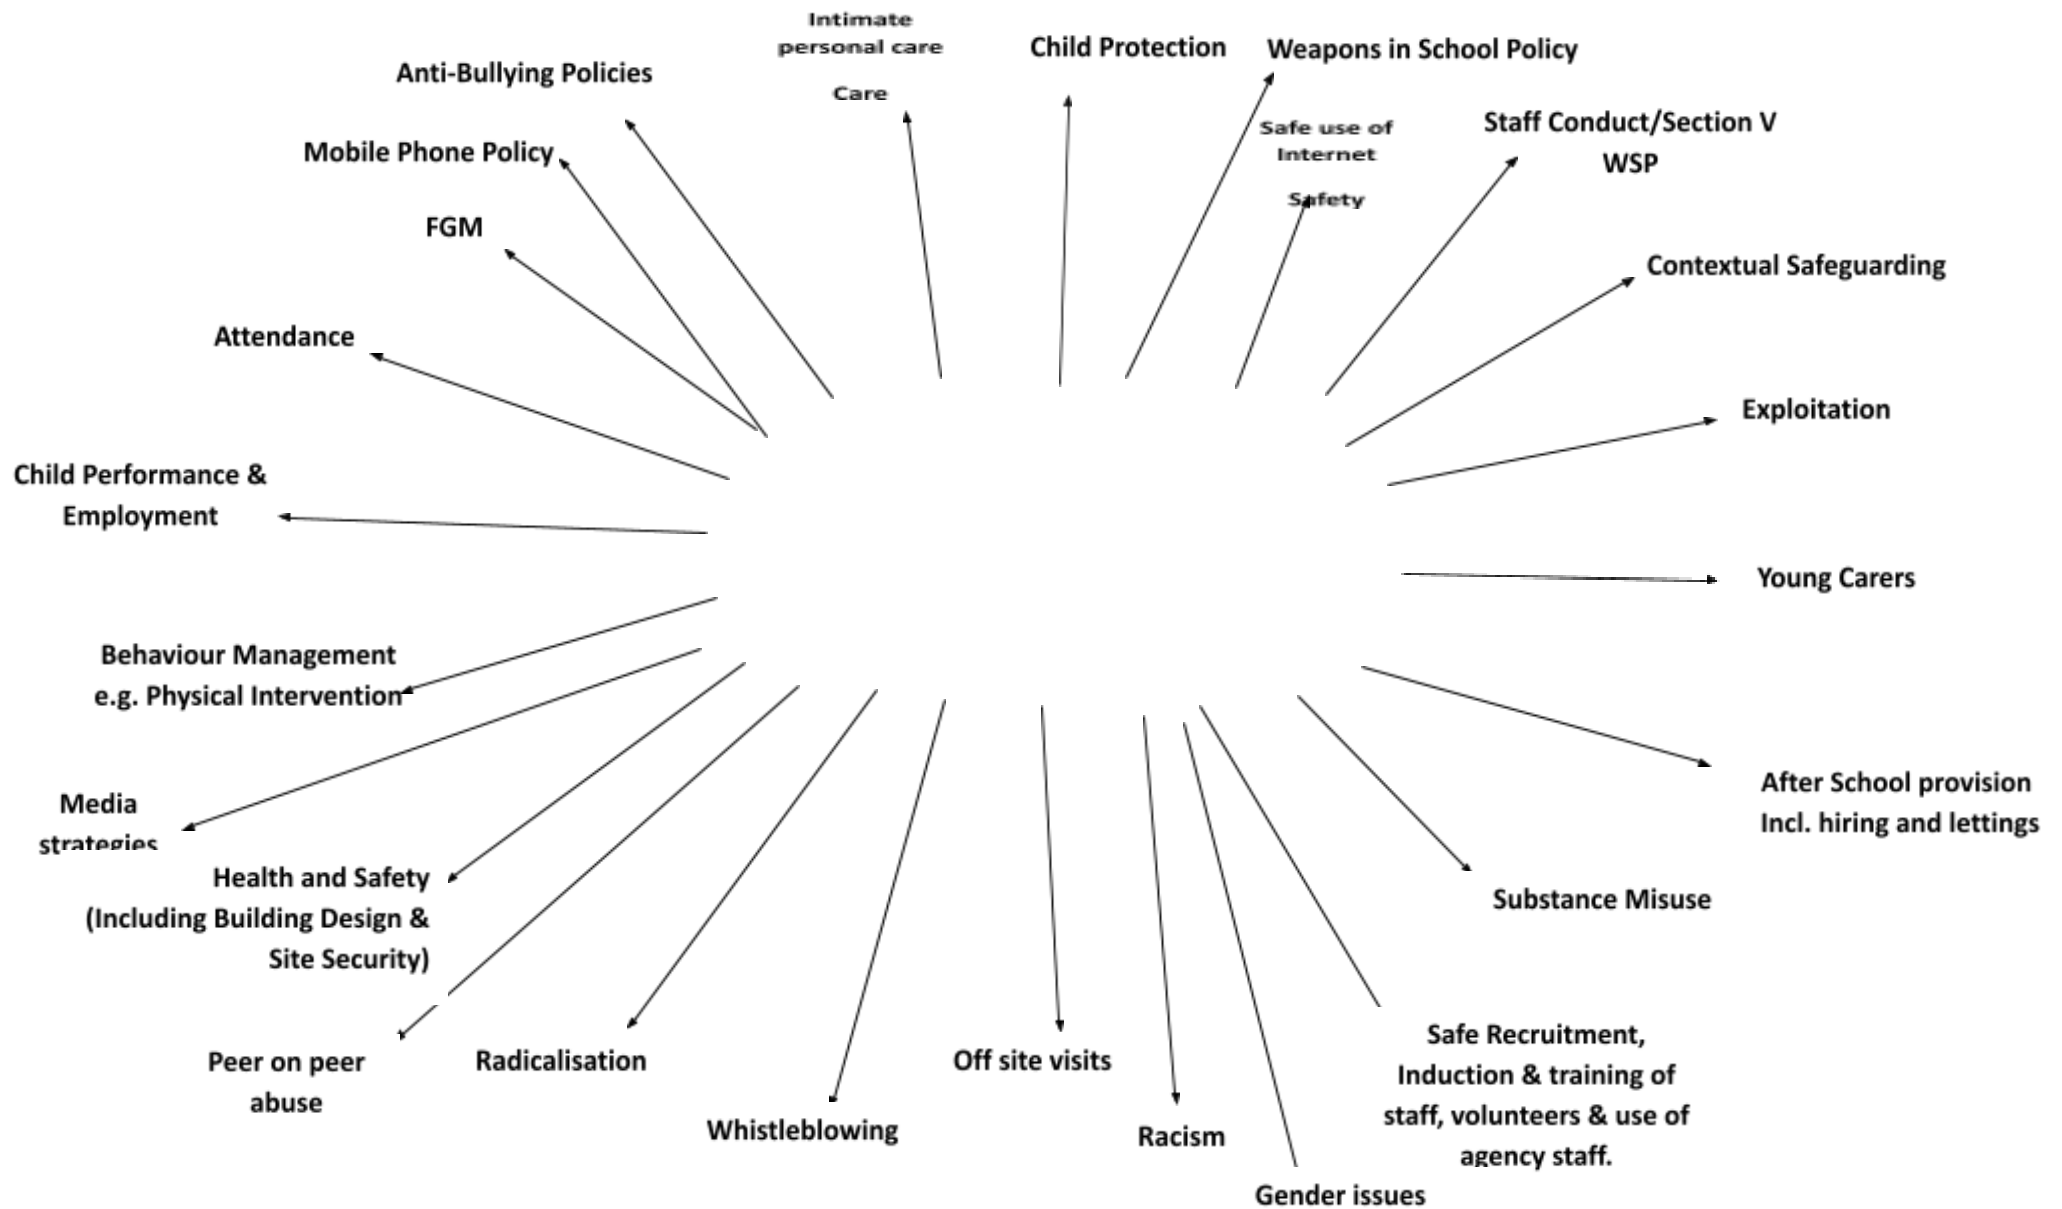 Intimate
personal care
Care
Child Protection
Weapons in School Policy
Anti-Bullying Policies
Safe use of
Internet
Safety
Staff Conduct/Section V
WSP
Mobile Phone Policy
FGM
Contextual Safeguarding
Attendance
Exploitation
Child Performance &
Employment
Young Carers
Behaviour Management
e.g. Physical Intervention
After School provision
Incl. hiring and lettings
Media
strategies
Health and Safety
(Including Building Design &
Site Security)
Substance Misuse
Peer on peer
abuse
Radicalisation
Whistleblowing
Off site visits
Racism
Safe Recruitment,
Induction & training of
staff, volunteers & use of
agency staff.
Gender issues